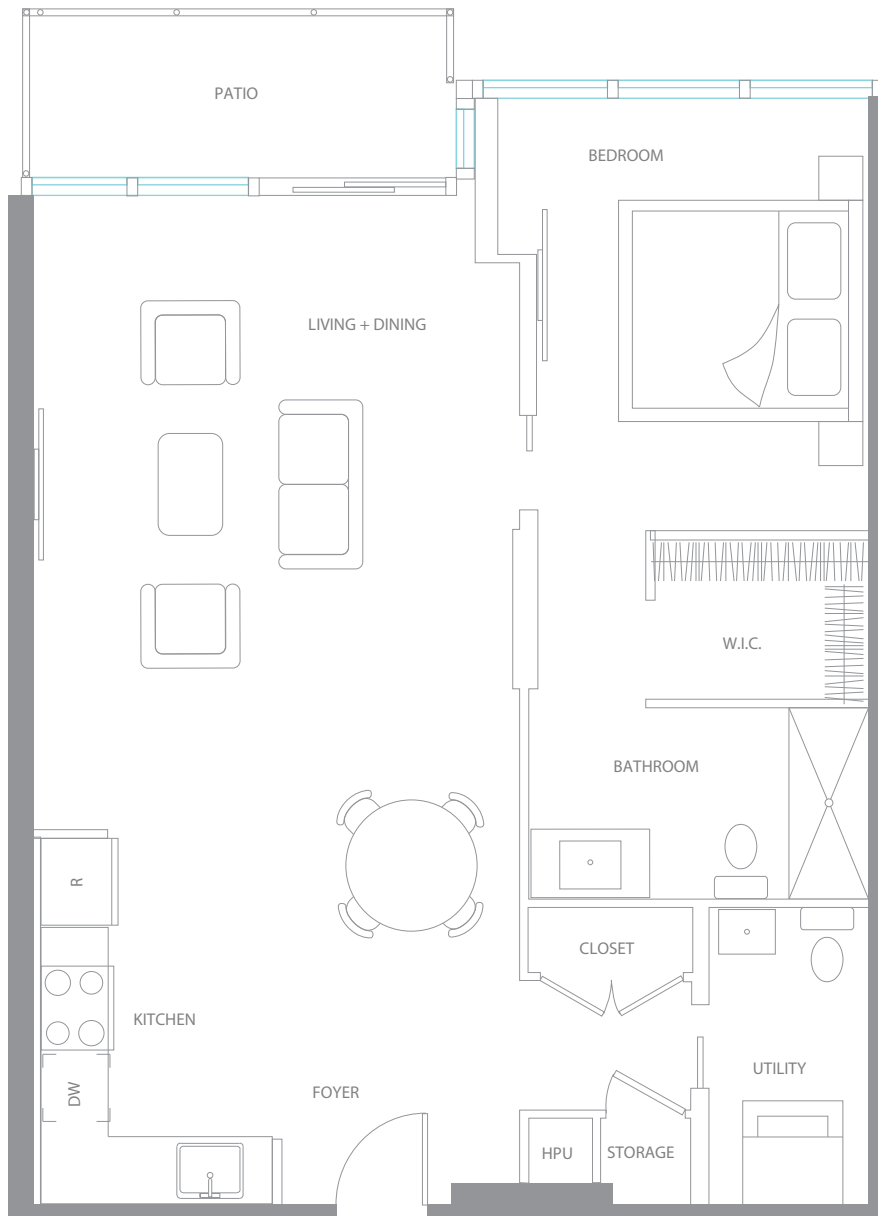 PATIO
BEDROOM
LIVING + DINING
W.I.C.
BATHROOM
R
CLOSET
KITCHEN
UTILITY
DW
FOYER
HPU
STORAGE